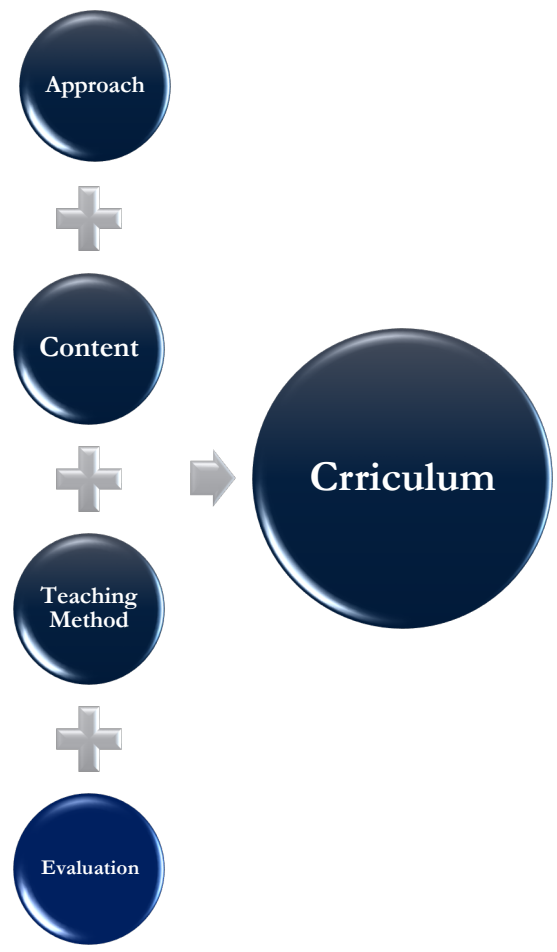 Approach
Content
Crriculum
Teaching
Method
Evaluation